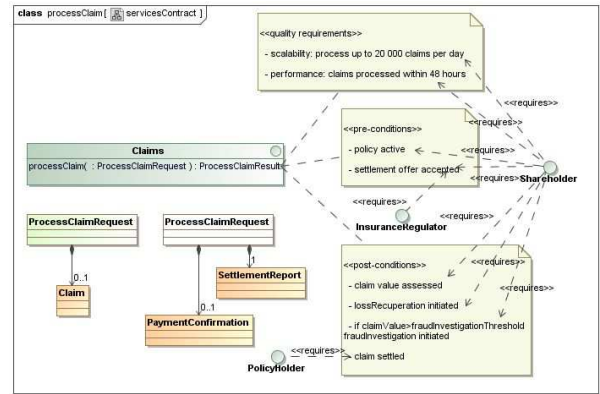 class processClaim [ servicesContract ]
<<quality requirements>>
- scalability: process up to 20 000 claims per day
- performance: claims processed within 48 hours
<<requires>>
<<requires>>
Claims
processClaim( : ProcessClaimRequest ) : ProcessClaimResult
<<pre-conditions>>
- policy active
- settlement offer accepted
<<requires>>
<<requires>>
Shareholder
<<requires>>
InsuranceRegulator
<<requires>>
ProcessClaimRequest
0..1
Claim
ProcessClaimRequest
1
SettlementReport
0..1
PaymentConfirmation
<<post-conditions>>
- claim value assessed
- lossRecuperation initiated
- if claimValue>fraudInvestigationThreshold
fraudInvestigation initiated
- claim settled
<<requires>>
<<requires>>
<<requires>>
PolicyHolder